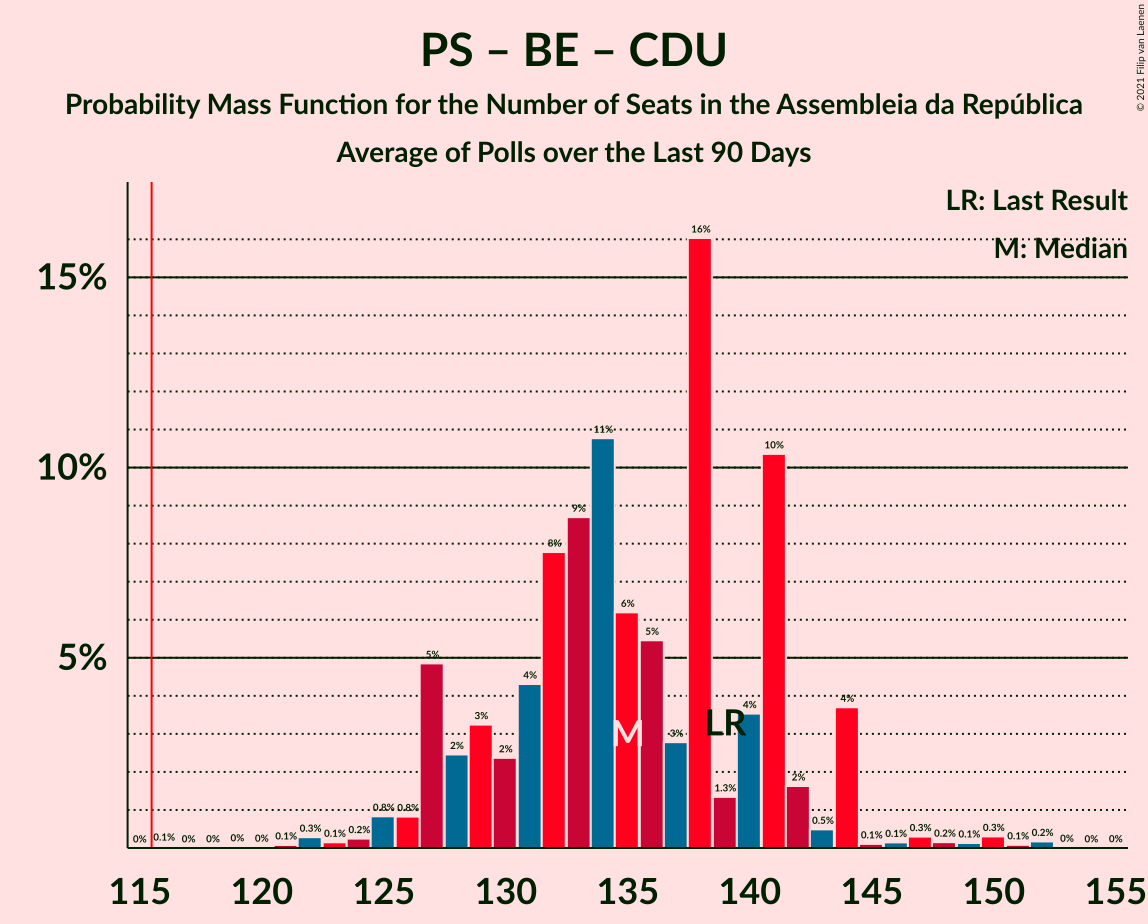 PS – BE – CDU
Probability Mass Function for the Number of Seats in the Assembleia da República
Average of Polls over the Last 90 Days
© 2021 Filip van Laenen
LR: Last Result
M: Median
15%
10%
5%
0% 0.1% 0% 0% 0% 0% 0.1% 0.3% 0.1% 0.2% 0.8% 0.8% 5% 2% 3% 2% 4% 8% 9% 11% 6% 5% 3% 16% 1.3% 4% 10% 2% 0.5% 4% 0.1% 0.1% 0.3% 0.2% 0.1% 0.3% 0.1% 0.2% 0% 0% 0%
M
LR
115 120 125 130 135 140 145 150 155